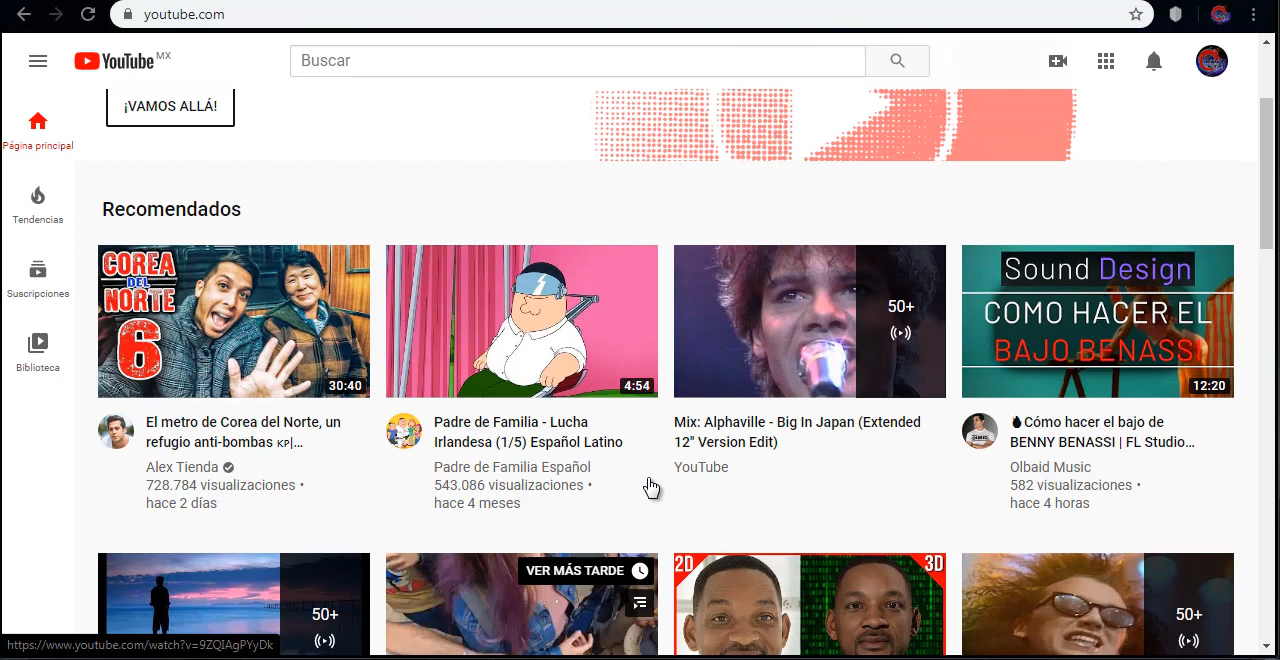 youtube.com
YouTube MX
Buscar
¡VAMOS ALLÁ!
Página principal
Tendencias
Suscripciones
Biblioteca
Recomendados
COREA
DEL
NORTE
6
30:40
4:54
50+
Sound Design
COMO HACER EL
BAJO BENASSI
12:20
El metro de Corea del Norte, un
refugio anti-bombas KP|...
Alex Tienda
728.784 visualizaciones •
hace 2 días
Padre de Familia - Lucha
Irlandesa (1/5) Español Latino
Padre de Familia Español
543.086 visualizaciones •
hace 4 meses
Mix: Alphaville - Big In Japan (Extended
12" Version Edit)
YouTube
Cómo hacer el bajo de
BENNY BENASSI | FL Studio...
Olbaid Music
582 visualizaciones •
hace 4 horas
50+
VER MÁS TARDE
2D
3D
50+
https://www.youtube.com/watch?v=9ZQIAgPYyDk